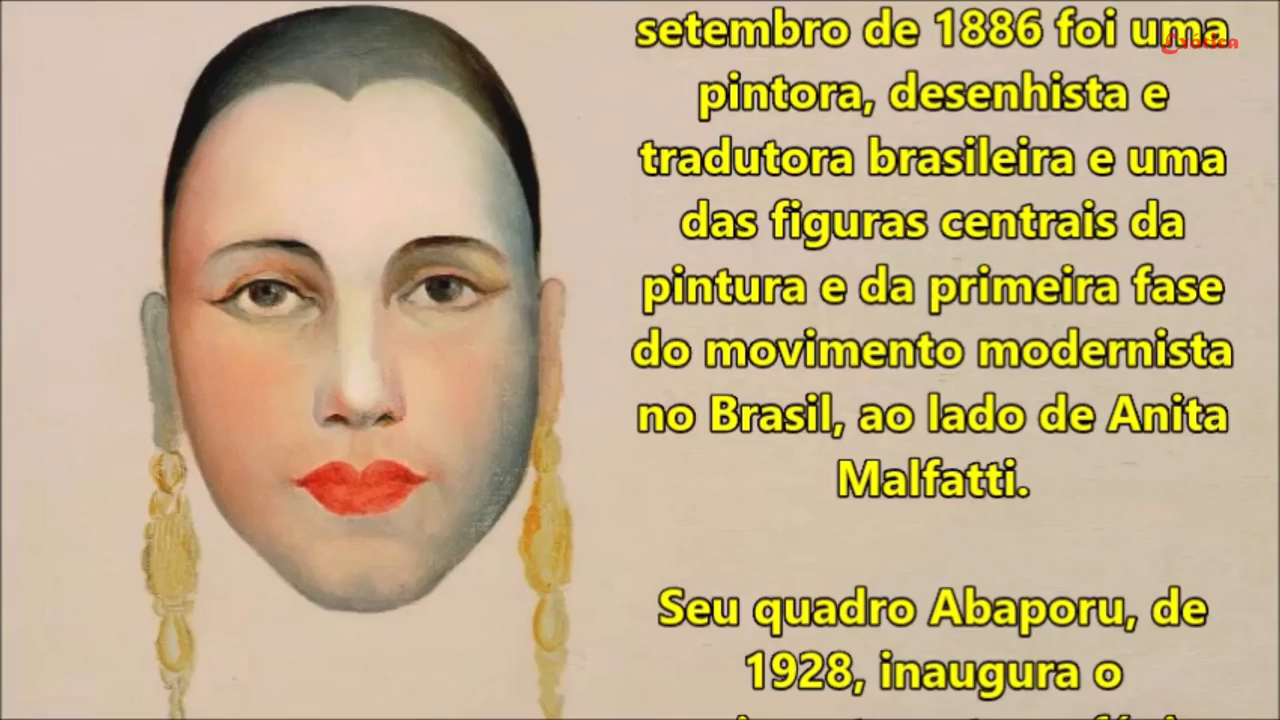 setembro de 1886 foi uma
Exótica
pintora, desenhista e
tradutora brasileira e uma
das figuras centrais da
pintura e da primeira fase
do movimento modernista
no Brasil, ao lado de Anita
Malfatti.
Seu quadro Abaporu, de
1928, inaugura o